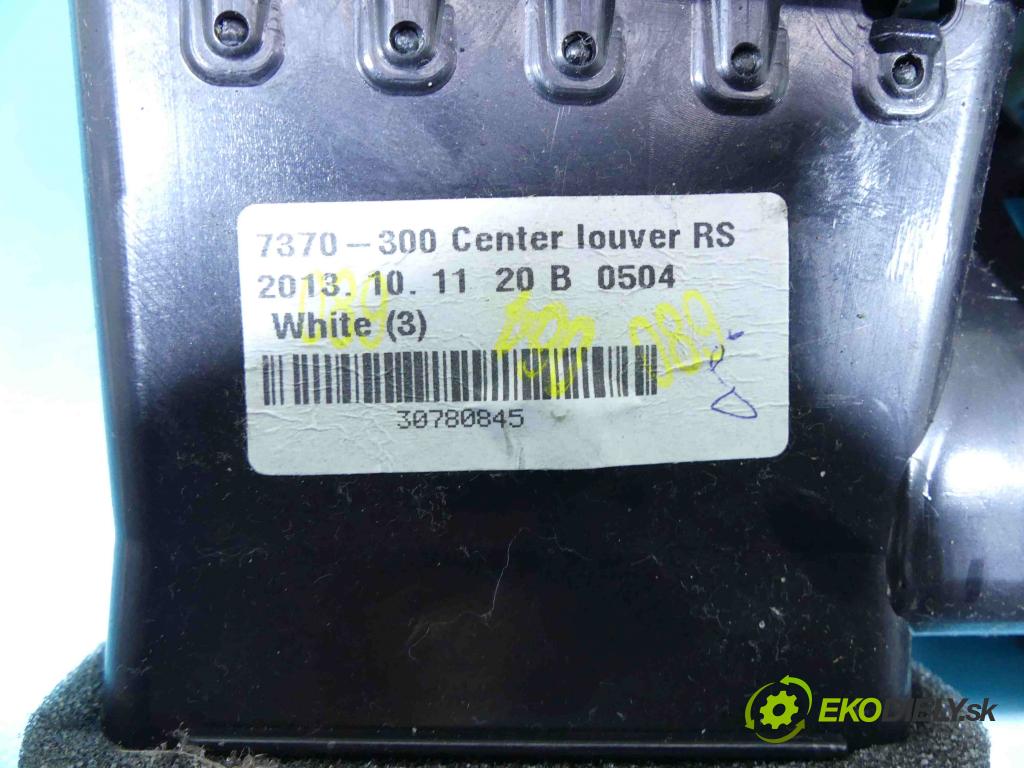 7370-300 Center louver RS
2013. 10. 11 20 B 0504
White (3)
30780845
EKODIELY.sk